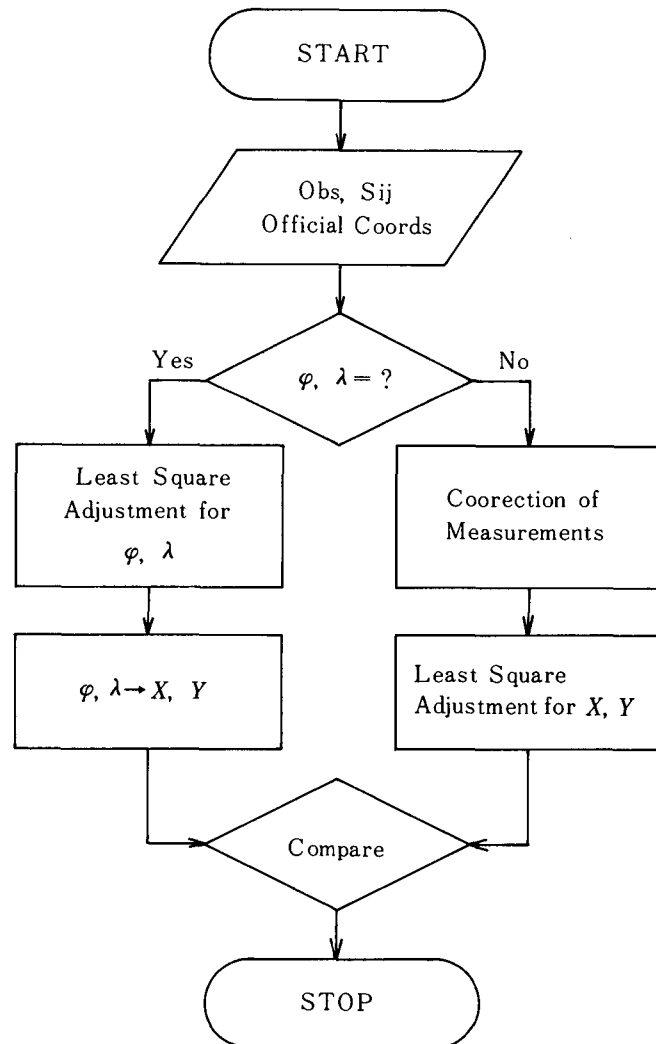 START
Obs, Sij
Official Coords
φ, λ = ?
Yes
No
Least Square
Adjustment for
φ, λ
Coorection of
Measurements
φ, λ → X, Y
Least Square
Adjustment for X, Y
Compare
STOP